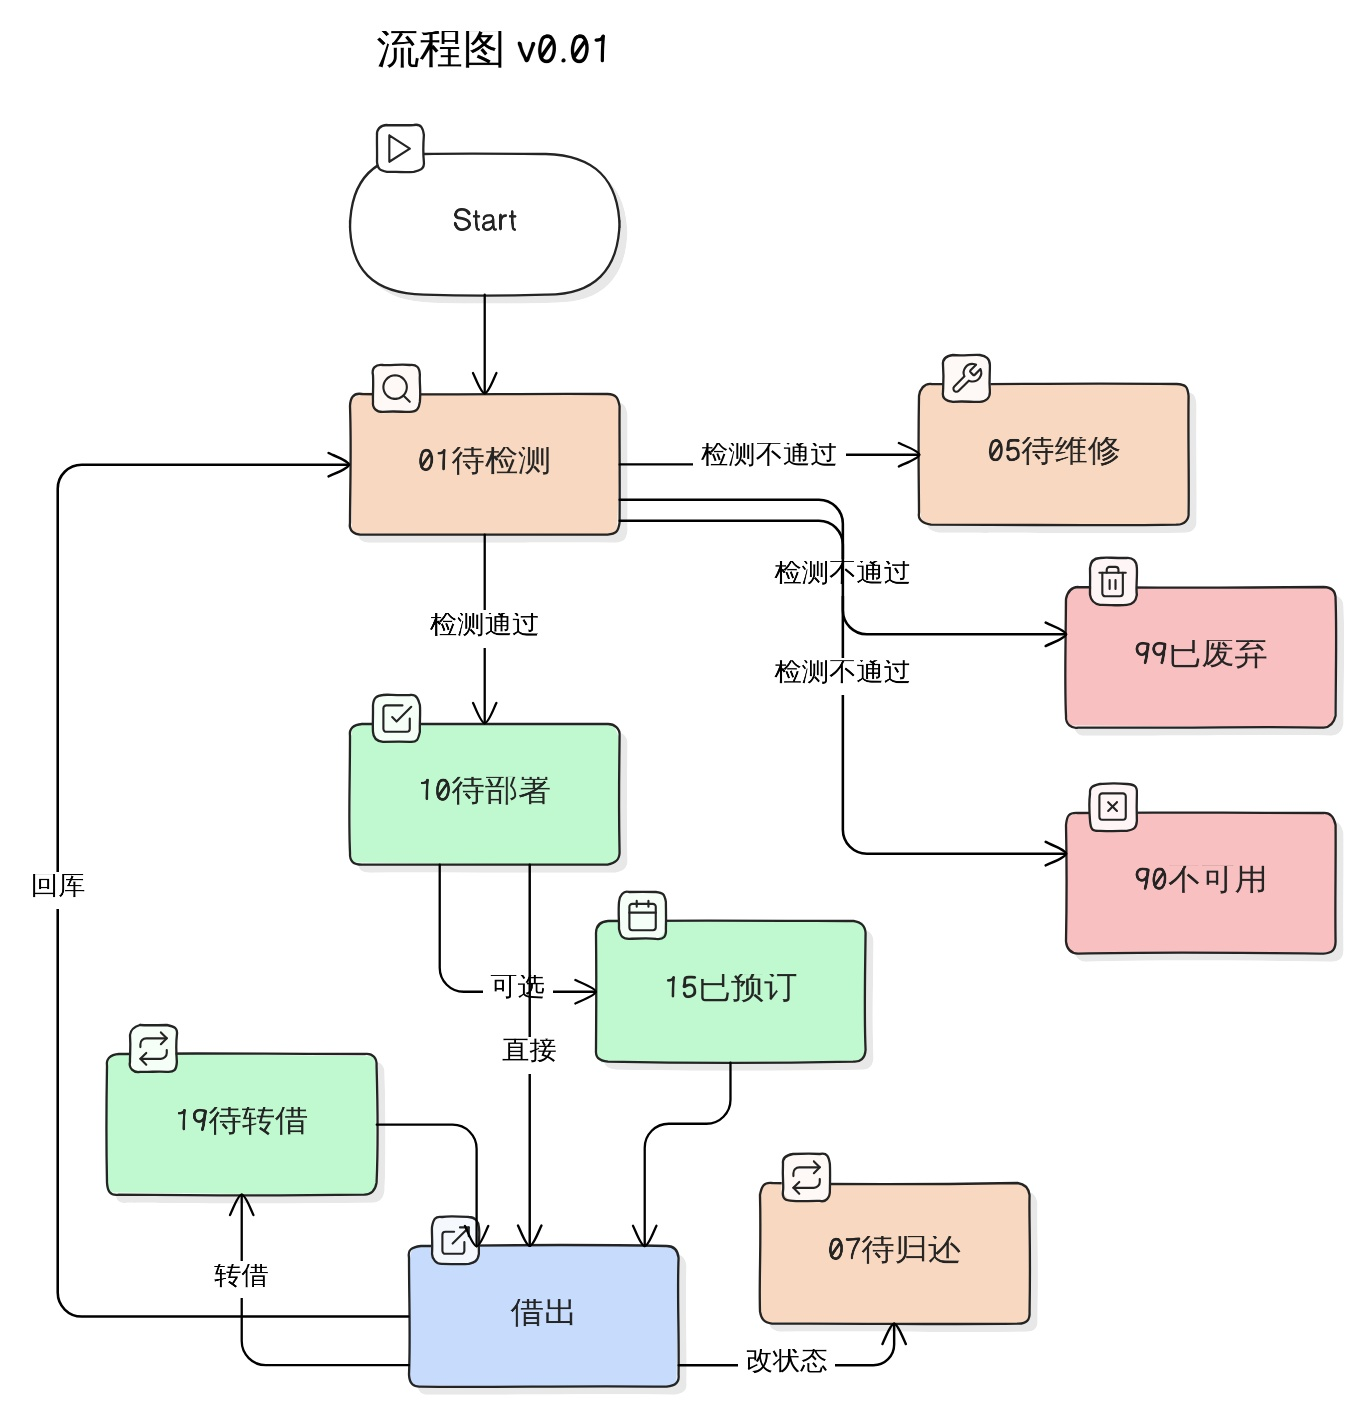 流程图 v0.01
Start
01待检测
检测不通过
05待维修
检测不通过
检测通过
99已废弃
检测不通过
10待部署
90不可用
回库
可选
15已预订
直接
19待转借
07待归还
转借
借出
改状态